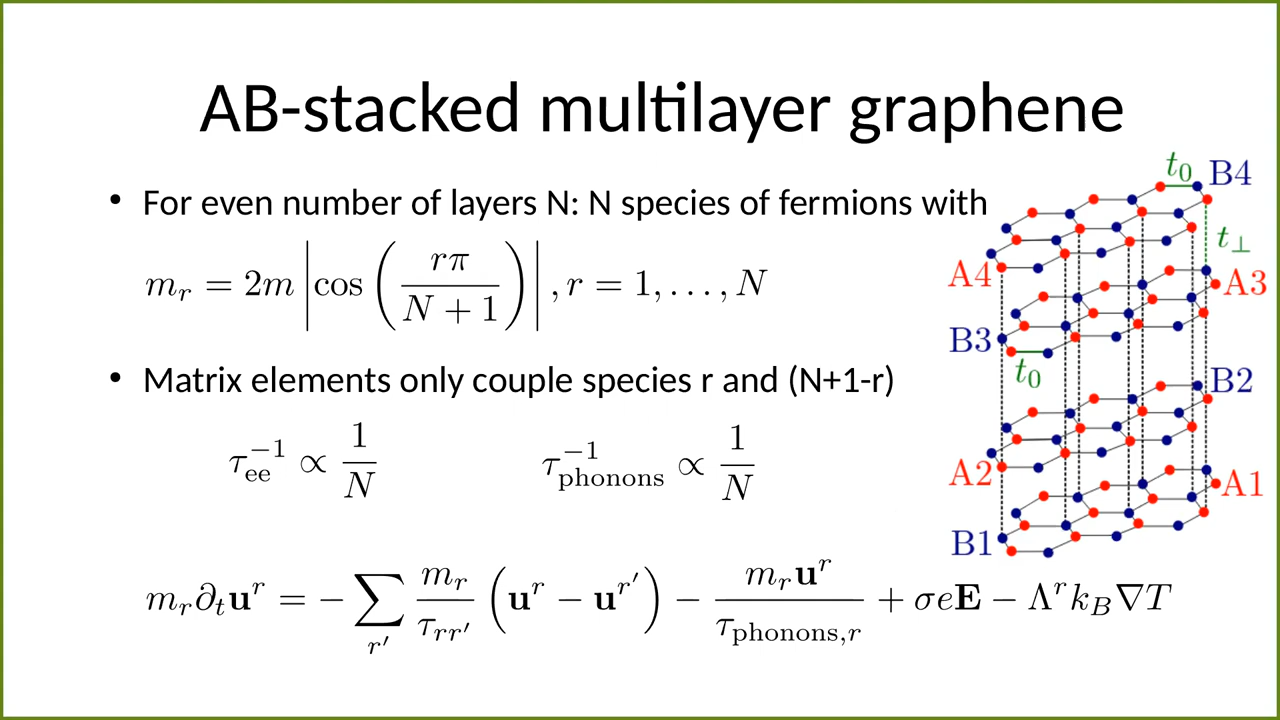 AB-stacked multilayer graphene
• For even number of layers N: N species of fermions with
m_r = 2m |cos (rπ / (N + 1))| , r = 1, . . . , N
• Matrix elements only couple species r and (N+1-r)
τ_ee^{-1} ∝ 1/N
τ_phonons^{-1} ∝ 1/N
m_r ∂_t **u**^r = − ∑_{r'} (m_r / τ_{rr'}) (**u**^r − **u**^{r'}) − (m_r **u**^r / τ_{phonons,r}) + σe**E** − Λ^r k_B ∇T
t_0
B4
t_⊥
A4
A3
B3
t_0
B2
A2
A1
B1